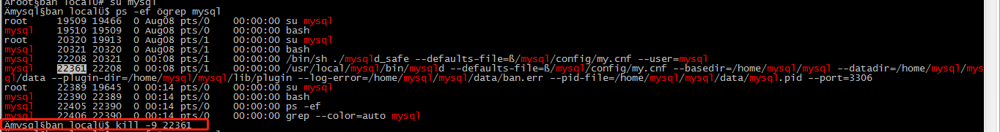 Äroot§ban localÜ# su mysql
Ämysql§ban localÜ$ ps -ef ögrep mysql
root     19509 19466  0 Aug08 pts/0    00:00:00 su mysql
mysql    19510 19509  0 Aug08 pts/0    00:00:00 bash
root     20320 19913  0 Aug08 pts/1    00:00:00 su mysql
mysql    20321 20320  0 Aug08 pts/1    00:00:00 bash
mysql    22208 20321  0 00:08 pts/1    00:00:00 /bin/sh ./mysqld_safe --defaults-file=ß/mysql/config/my.cnf --user=mysql
mysql    22361 22208  0 00:08 pts/1    00:00:00 /usr/local/mysql/bin/mysqld --defaults-file=ß/mysql/config/my.cnf --basedir=/home/mysql/mysql --datadir=/home/mysql/mys
ql/data --plugin-dir=/home/mysql/mysql/lib/plugin --log-error=/home/mysql/mysql/data/ban.err --pid-file=/home/mysql/mysql/data/mysql.pid --port=3306
root     22389 19645  0 00:14 pts/0    00:00:00 su mysql
mysql    22390 22389  0 00:14 pts/0    00:00:00 bash
mysql    22405 22390  0 00:14 pts/0    00:00:00 ps -ef
mysql    22406 22390  0 00:14 pts/0    00:00:00 grep --color=auto mysql
Ämysql§ban localÜ$ kill -9 22361